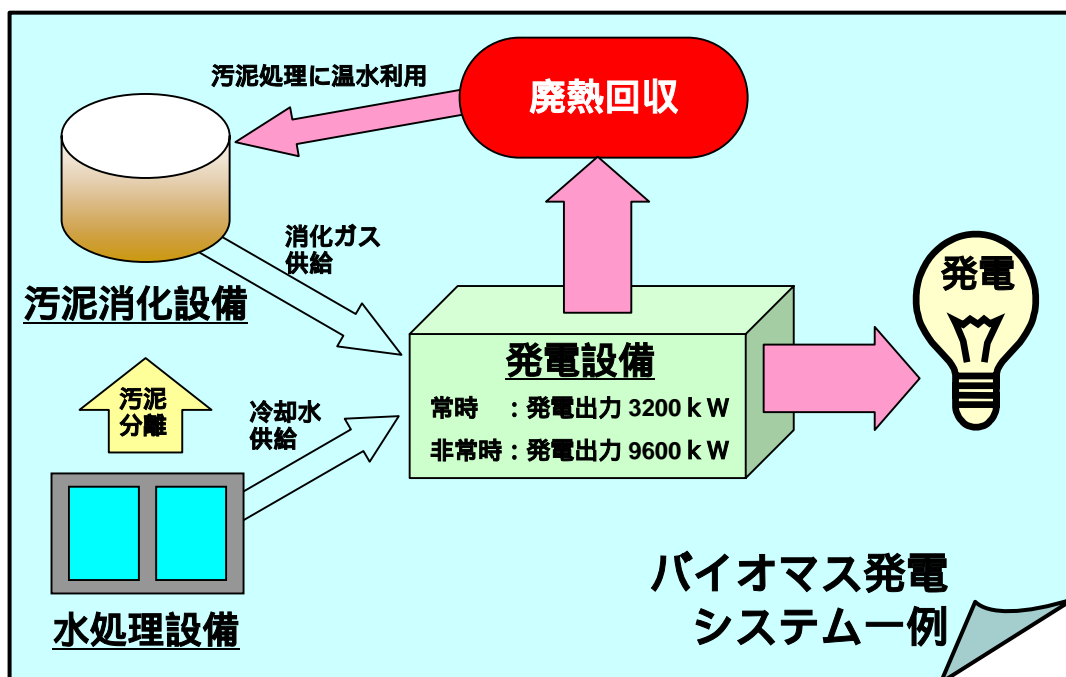 汚泥処理に温水利用
廃熱回収
消化ガス
供給
発電
汚泥消化設備
発電設備
常時 ：発電出力 3200ｋW
非常時：発電出力 9600ｋW
汚泥
分離
冷却水
供給
水処理設備
バイオマス発電
システム一例